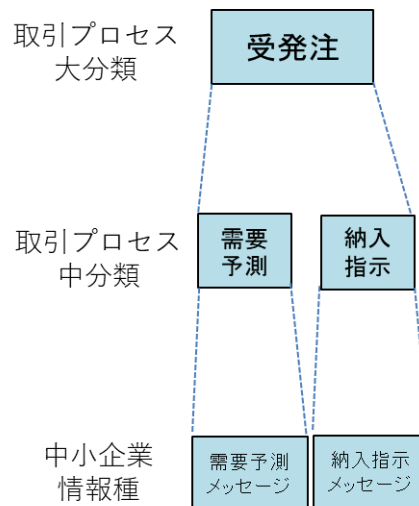 取引プロセス
大分類
受発注
取引プロセス
中分類
需要
予測
納入
指示
中小企業
情報種
需要予測
メッセージ
納入指示
メッセージ